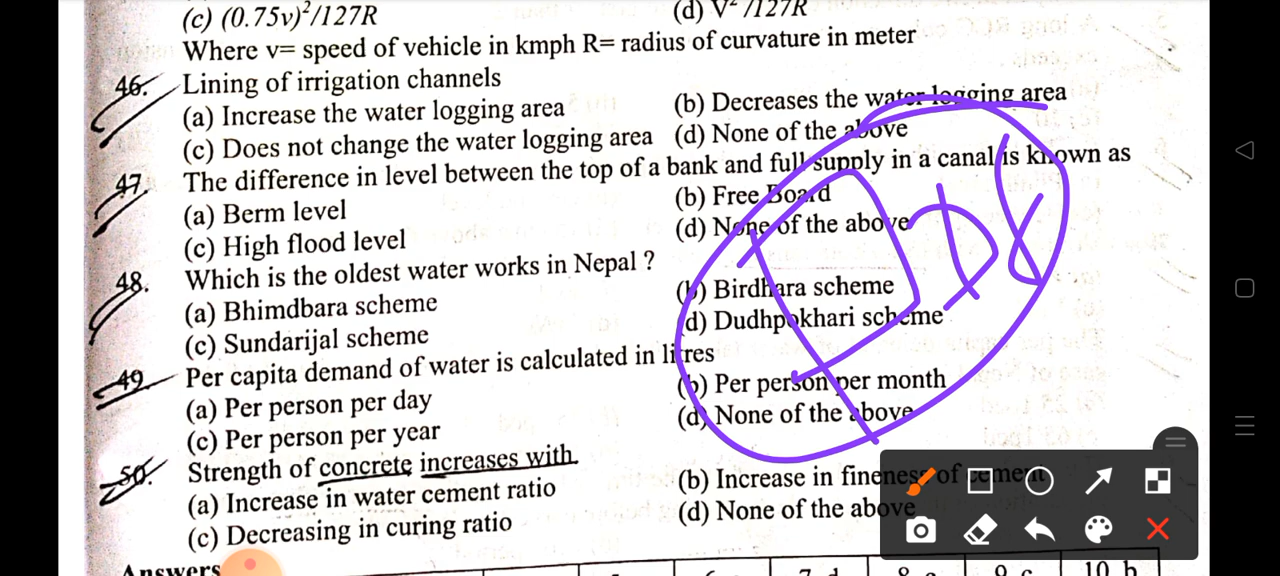 (c) (0.75v)²/127R (d) V² /127R
Where v= speed of vehicle in kmph R= radius of curvature in meter
46. Lining of irrigation channels
(a) Increase the water logging area (b) Decreases the water logging area
(c) Does not change the water logging area (d) None of the above
47. The difference in level between the top of a bank and full supply in a canal is known as
(a) Berm level (b) Free Board
(c) High flood level (d) None of the above
48. Which is the oldest water works in Nepal ?
(a) Bhimdbara scheme (b) Birdhara scheme
(c) Sundarijal scheme (d) Dudhpokhari scheme
49. Per capita demand of water is calculated in litres
(a) Per person per day (b) Per person per month
(c) Per person per year (d) None of the above
50. Strength of concrete increases with
(a) Increase in water cement ratio (b) Increase in fineness of cement
(c) Decreasing in curing ratio (d) None of the above
Answers
7 d 8 a 9 c 10 b